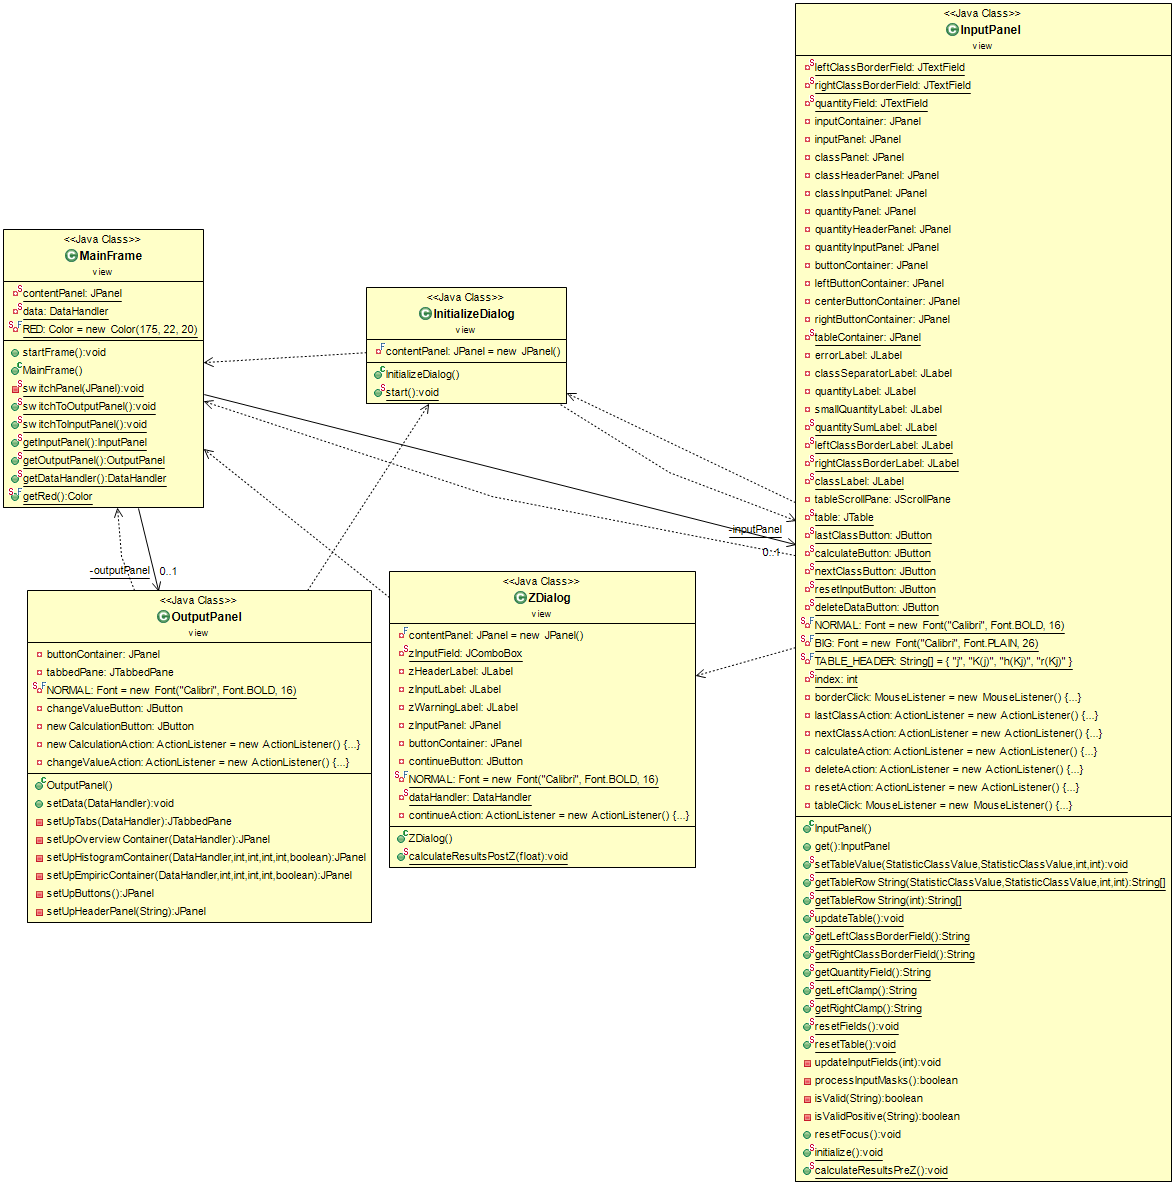 <<Java Class>>
InputPanel
view
leftClassBorderField: JTextField
rightClassBorderField: JTextField
quantityField: JTextField
inputContainer: JPanel
inputPanel: JPanel
classPanel: JPanel
classHeaderPanel: JPanel
classInputPanel: JPanel
quantityPanel: JPanel
quantityHeaderPanel: JPanel
quantityInputPanel: JPanel
buttonContainer: JPanel
leftButtonContainer: JPanel
centerButtonContainer: JPanel
rightButtonContainer: JPanel
tableContainer: JPanel
errorLabel: JLabel
classSeparatorLabel: JLabel
quantityLabel: JLabel
smallQuantityLabel: JLabel
quantitySumLabel: JLabel
leftClassBorderLabel: JLabel
rightClassBorderLabel: JLabel
classLabel: JLabel
tableScrollPane: JScrollPane
table: JTable
lastClassButton: JButton
calculateButton: JButton
nextClassButton: JButton
resetInputButton: JButton
deleteDataButton: JButton
NORMAL: Font = new Font("Calibri", Font.BOLD, 16)
BIG: Font = new Font("Calibri", Font.PLAIN, 26)
TABLE_HEADER: String[] = { "j", "K(j)", "h(Kj)", "r(Kj)" }
index: int
borderClick: MouseListener = new MouseListener() {...}
lastClassAction: ActionListener = new ActionListener() {...}
nextClassAction: ActionListener = new ActionListener() {...}
calculateAction: ActionListener = new ActionListener() {...}
deleteAction: ActionListener = new ActionListener() {...}
resetAction: ActionListener = new ActionListener() {...}
tableClick: MouseListener = new MouseListener() {...}
InputPanel()
get():InputPanel
setTableValue(StatisticClassValue,StatisticClassValue,int,int):void
getTableRowString(StatisticClassValue,StatisticClassValue,int,int):String[]
getTableRowString(int):String[]
updateTable():void
getLeftClassBorderField():String
getRightClassBorderField():String
getQuantityField():String
getLeftClamp():String
getRightClamp():String
resetFields():void
resetTable():void
updateInputFields(int):void
processInputMasks():boolean
isValid(String):boolean
isValidPositive(String):boolean
resetFocus():void
initialize():void
calculateResultsPreZ():void
<<Java Class>>
MainFrame
view
contentPanel: JPanel
data: DataHandler
RED: Color = new Color(175, 22, 20)
startFrame():void
MainFrame()
switchPanel(JPanel):void
switchToOutputPanel():void
switchToInputPanel():void
getInputPanel():InputPanel
getOutputPanel():OutputPanel
getDataHandler():DataHandler
getRed():Color
<<Java Class>>
InitializeDialog
view
contentPanel: JPanel = new JPanel()
InitializeDialog()
start():void
-inputPanel
0..1
-outputPanel
0..1
<<Java Class>>
OutputPanel
view
buttonContainer: JPanel
tabbedPane: JTabbedPane
NORMAL: Font = new Font("Calibri", Font.BOLD, 16)
changeValueButton: JButton
newCalculationButton: JButton
newCalculationAction: ActionListener = new ActionListener() {...}
changeValueAction: ActionListener = new ActionListener() {...}
OutputPanel()
setData(DataHandler):void
setUpTabs(DataHandler):JTabbedPane
setUpOverviewContainer(DataHandler):JPanel
setUpHistogramContainer(DataHandler,int,int,int,int,boolean):JPanel
setUpEmpiricContainer(DataHandler,int,int,int,int,boolean):JPanel
setUpButtons():JPanel
setUpHeaderPanel(String):JPanel
<<Java Class>>
ZDialog
view
contentPanel: JPanel = new JPanel()
zInputField: JComboBox
zHeaderLabel: JLabel
zInputLabel: JLabel
zWarningLabel: JLabel
zInputPanel: JPanel
buttonContainer: JPanel
continueButton: JButton
NORMAL: Font = new Font("Calibri", Font.BOLD, 16)
dataHandler: DataHandler
continueAction: ActionListener = new ActionListener() {...}
ZDialog()
calculateResultsPostZ(float):void